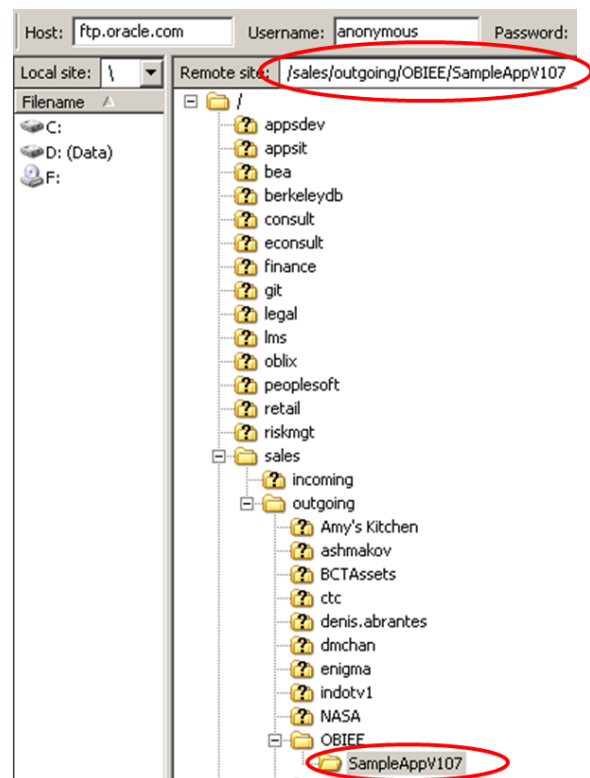 Host: ftp.oracle.com Username: anonymous Password:
Local site: \ Remote site: /sales/outgoing/OBIEE/SampleAppV107
Filename
C:
D: (Data)
F:
/
appsdev
appsit
bea
berkeleydb
consult
econsult
finance
git
legal
lms
oblix
peoplesoft
retail
riskmgt
sales
incoming
outgoing
Amy's Kitchen
ashmakov
BCTAssets
ctc
denis.abrantes
dmchan
enigma
indotv1
NASA
OBIEE
SampleAppV107